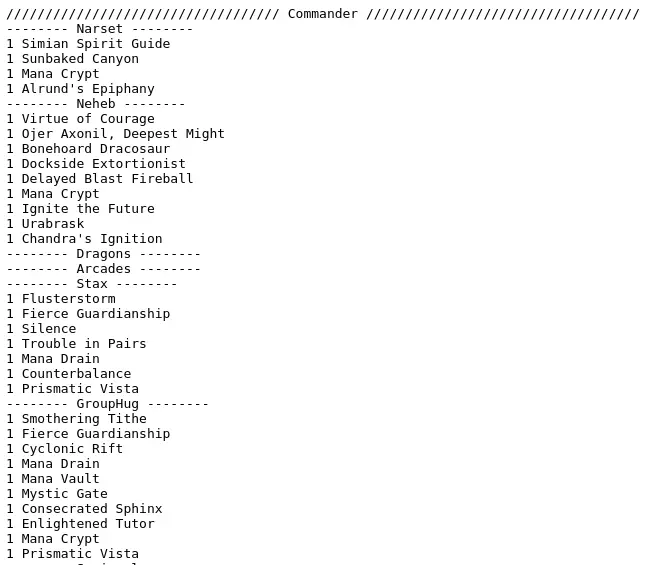 /////////////////////////////////// Commander ///////////////////////////////////
-------- Narset --------
1 Simian Spirit Guide
1 Sunbaked Canyon
1 Mana Crypt
1 Alrund's Epiphany
-------- Neheb --------
1 Virtue of Courage
1 Ojer Axonil, Deepest Might
1 Bonehoard Dracosaur
1 Dockside Extortionist
1 Delayed Blast Fireball
1 Mana Crypt
1 Ignite the Future
1 Urabrask
1 Chandra's Ignition
-------- Dragons --------
-------- Arcades --------
-------- Stax --------
1 Flusterstorm
1 Fierce Guardianship
1 Silence
1 Trouble in Pairs
1 Mana Drain
1 Counterbalance
1 Prismatic Vista
-------- GroupHug --------
1 Smothering Tithe
1 Fierce Guardianship
1 Cyclonic Rift
1 Mana Drain
1 Mana Vault
1 Mystic Gate
1 Consecrated Sphinx
1 Enlightened Tutor
1 Mana Crypt
1 Prismatic Vista